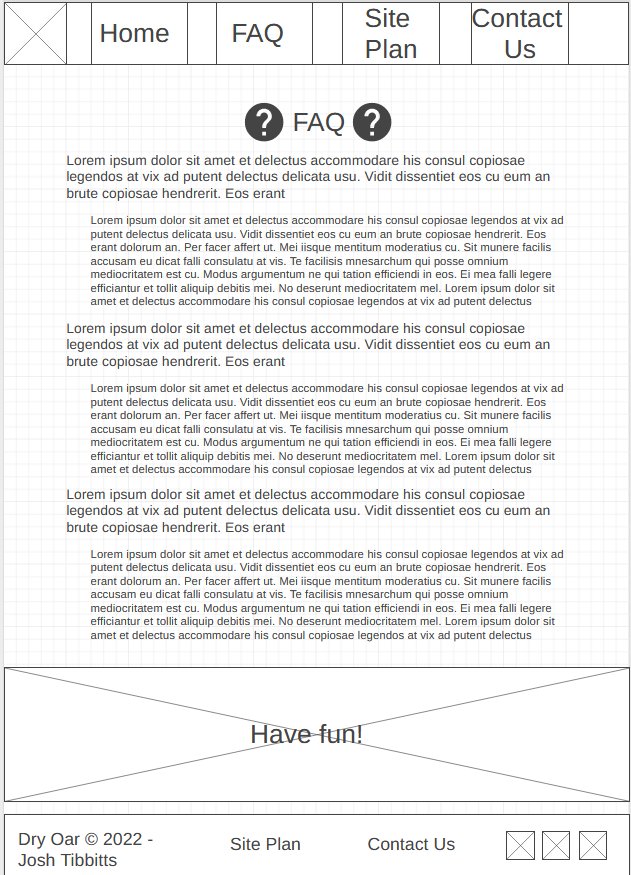 Home FAQ Site Plan Contact Us
? FAQ ?
Lorem ipsum dolor sit amet et delectus accommodare his consul copiosae
legendos at vix ad putent delectus delicata usu. Vidit dissentiet eos cu eum an
brute copiosae hendrerit. Eos erant
Lorem ipsum dolor sit amet et delectus accommodare his consul copiosae legendos at vix ad
putent delectus delicata usu. Vidit dissentiet eos cu eum an brute copiosae hendrerit. Eos
erant dolorum an. Per facer affert ut. Mei iisque mentitum moderatius cu. Sit munere facilis
accusam eu dicat falli consulatu at vis. Te facilisis mnesarchum qui posse omnium
mediocritatem est cu. Modus argumentum ne qui tation efficiendi in eos. Ei mea falli legere
efficiantur et tollit aliquip debitis mei. No deserunt mediocritatem mel. Lorem ipsum dolor sit
amet et delectus accommodare his consul copiosae legendos at vix ad putent delectus
Lorem ipsum dolor sit amet et delectus accommodare his consul copiosae
legendos at vix ad putent delectus delicata usu. Vidit dissentiet eos cu eum an
brute copiosae hendrerit. Eos erant
Lorem ipsum dolor sit amet et delectus accommodare his consul copiosae legendos at vix ad
putent delectus delicata usu. Vidit dissentiet eos cu eum an brute copiosae hendrerit. Eos
erant dolorum an. Per facer affert ut. Mei iisque mentitum moderatius cu. Sit munere facilis
accusam eu dicat falli consulatu at vis. Te facilisis mnesarchum qui posse omnium
mediocritatem est cu. Modus argumentum ne qui tation efficiendi in eos. Ei mea falli legere
efficiantur et tollit aliquip debitis mei. No deserunt mediocritatem mel. Lorem ipsum dolor sit
amet et delectus accommodare his consul copiosae legendos at vix ad putent delectus
Lorem ipsum dolor sit amet et delectus accommodare his consul copiosae
legendos at vix ad putent delectus delicata usu. Vidit dissentiet eos cu eum an
brute copiosae hendrerit. Eos erant
Lorem ipsum dolor sit amet et delectus accommodare his consul copiosae legendos at vix ad
putent delectus delicata usu. Vidit dissentiet eos cu eum an brute copiosae hendrerit. Eos
erant dolorum an. Per facer affert ut. Mei iisque mentitum moderatius cu. Sit munere facilis
accusam eu dicat falli consulatu at vis. Te facilisis mnesarchum qui posse omnium
mediocritatem est cu. Modus argumentum ne qui tation efficiendi in eos. Ei mea falli legere
efficiantur et tollit aliquip debitis mei. No deserunt mediocritatem mel. Lorem ipsum dolor sit
amet et delectus accommodare his consul copiosae legendos at vix ad putent delectus
Have fun!
Dry Oar © 2022 -
Josh Tibbitts
Site Plan Contact Us